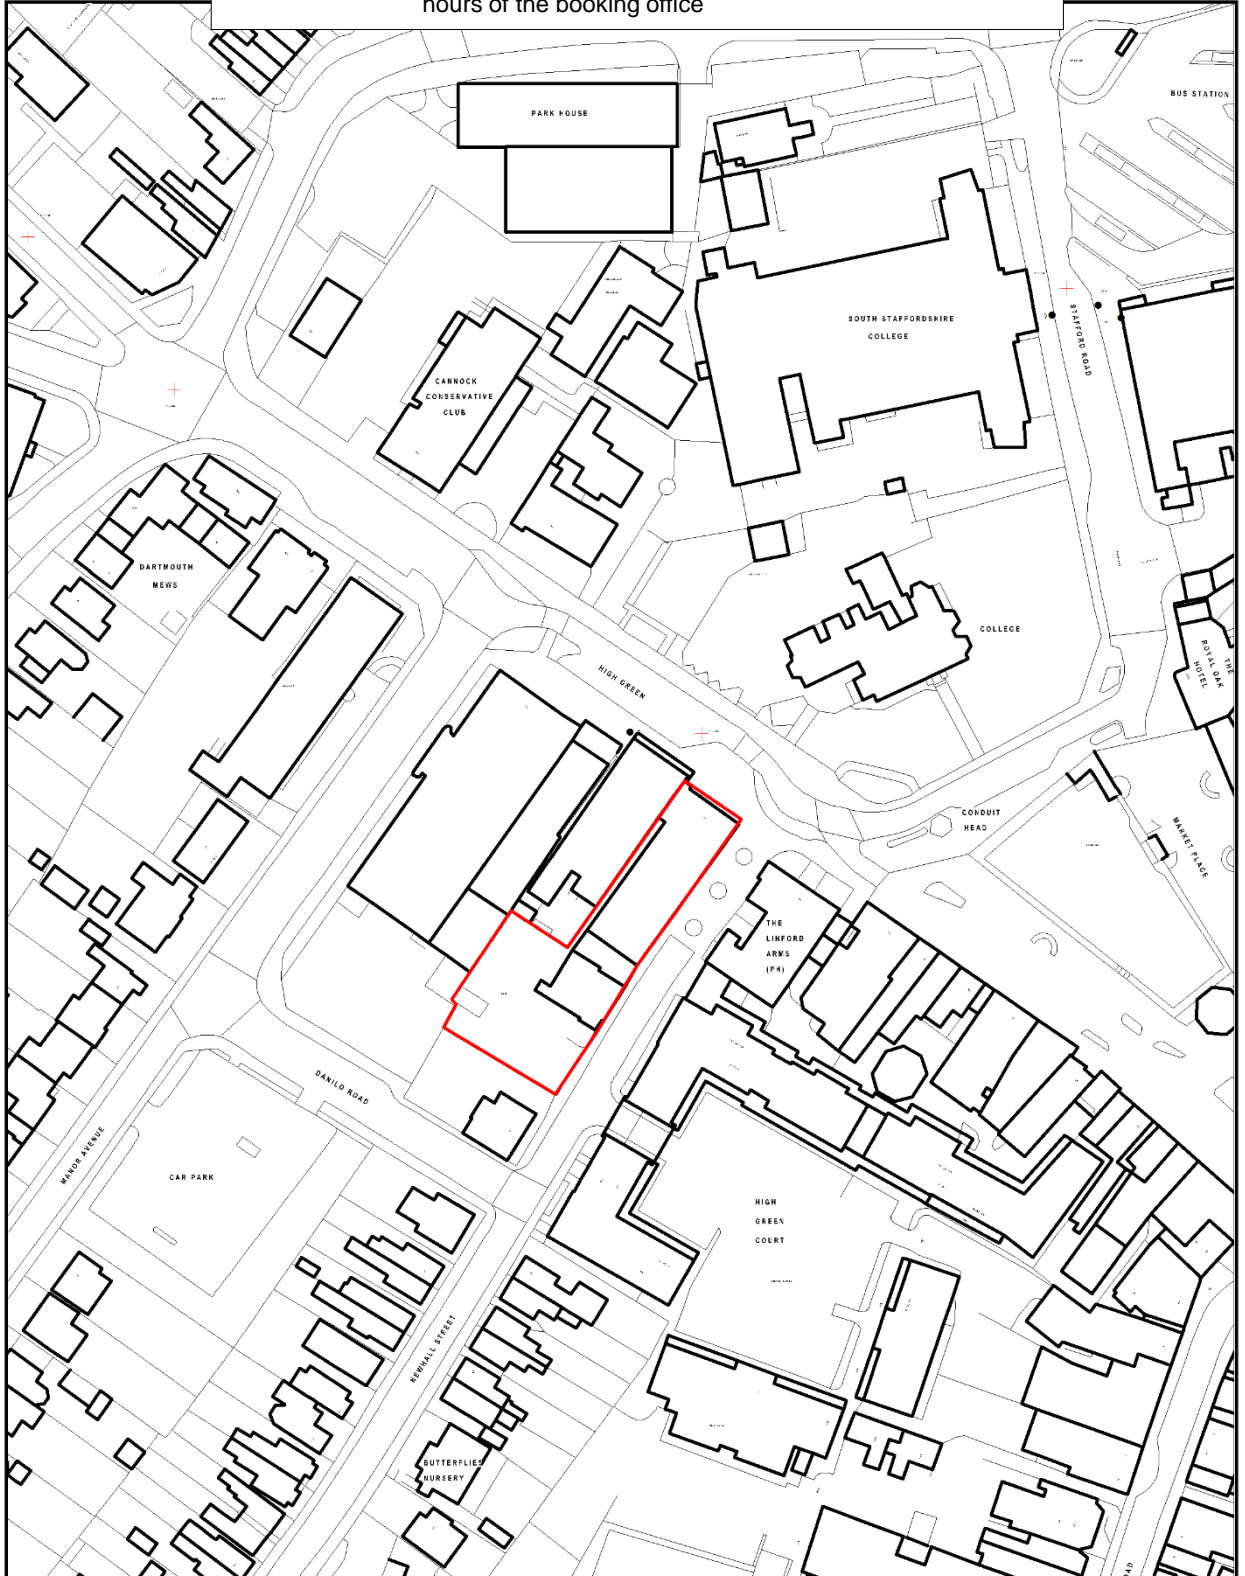 hours of the booking office
BUS STATION
PARK HOUSE
SOUTH STAFFORDSHIRE
COLLEGE
STAFFORD ROAD
CANNOCK
CONSERVATIVE
CLUB
DARTMOUTH
MEWS
COLLEGE
THE
ROYAL OAK
HOTEL
HIGH GREEN
CONDUIT
HEAD
MARKET PLACE
THE
LINFORD
ARMS
(PH)
DANILO ROAD
MANOR AVENUE
CAR PARK
HIGH
GREEN
COURT
NEWHALL STREET
BUTTERFLIES
NURSERY
OAD